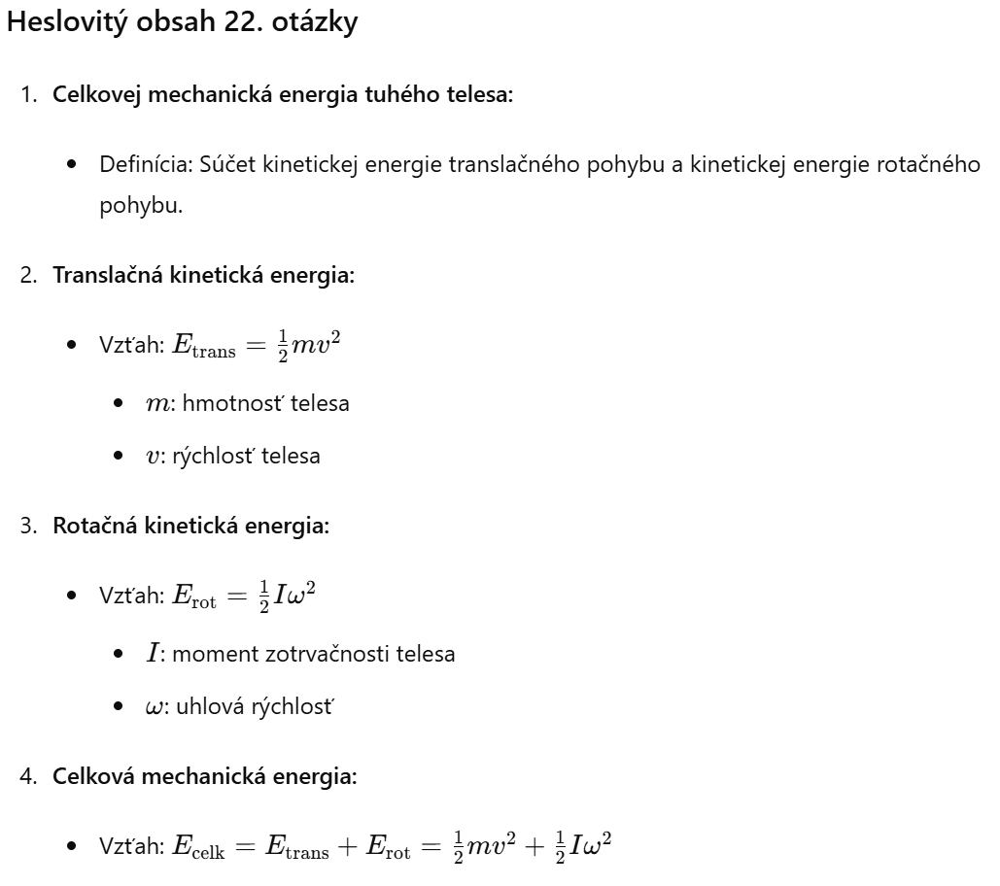 Heslovitý obsah 22. otázky
1. Celkovej mechanická energia tuhého telesa:
• Definícia: Súčet kinetickej energie translačného pohybu a kinetickej energie rotačného
pohybu.
2. Translačná kinetická energia:
• Vzťah: $E_{\text{trans}} = \frac{1}{2}mv^2$
• $m$: hmotnosť telesa
• $v$: rýchlosť telesa
3. Rotačná kinetická energia:
• Vzťah: $E_{\text{rot}} = \frac{1}{2}I\omega^2$
• $I$: moment zotrvačnosti telesa
• $\omega$: uhlová rýchlosť
4. Celková mechanická energia:
• Vzťah: $E_{\text{celk}} = E_{\text{trans}} + E_{\text{rot}} = \frac{1}{2}mv^2 + \frac{1}{2}I\omega^2$